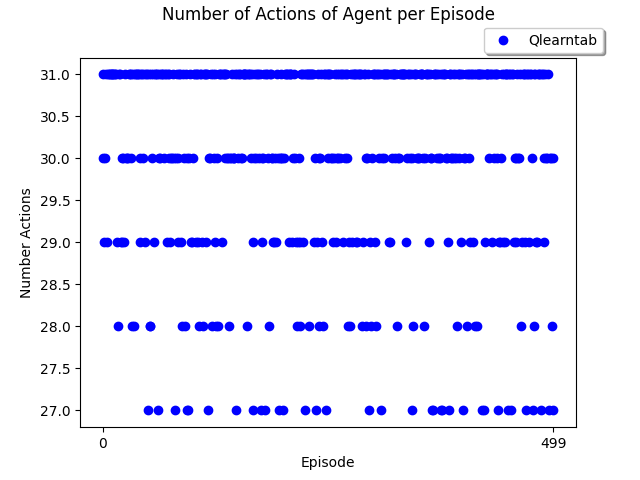 Number of Actions of Agent per Episode
Qlearntab
31.0
30.5
30.0
29.5
29.0
28.5
28.0
27.5
27.0
Number Actions
0
499
Episode